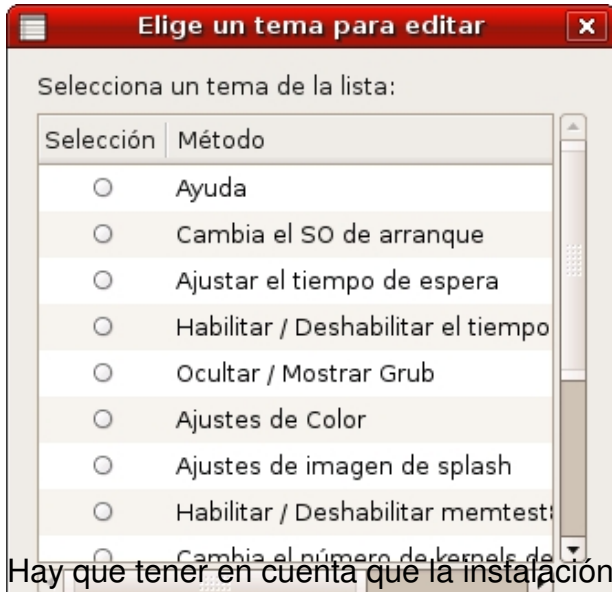 Elige un tema para editar
Selecciona un tema de la lista:
Selección Método
Ayuda
Cambia el SO de arranque
Ajustar el tiempo de espera
Habilitar / Deshabilitar el tiempo
Ocultar / Mostrar Grub
Ajustes de Color
Ajustes de imagen de splash
Habilitar / Deshabilitar memtest
Cambia el número de kernels de
Hay que tener en cuenta que la instalación